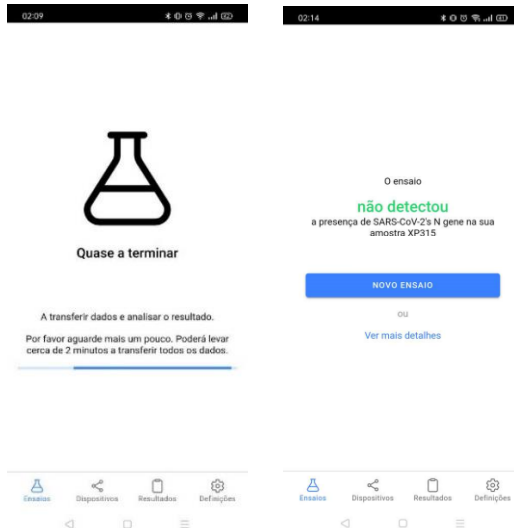 02:09
Quase a terminar
A transferir dados e analisar o resultado.
Por favor aguarde mais um pouco. Poderá levar
cerca de 2 minutos a transferir todos os dados.
Ensaios Dispositivos Resultados Definições
02:14
O ensaio
não detectou
a presença de SARS-CoV-2's N gene na sua
amostra XP315
NOVO ENSAIO
ou
Ver mais detalhes
Ensaios Dispositivos Resultados Definições